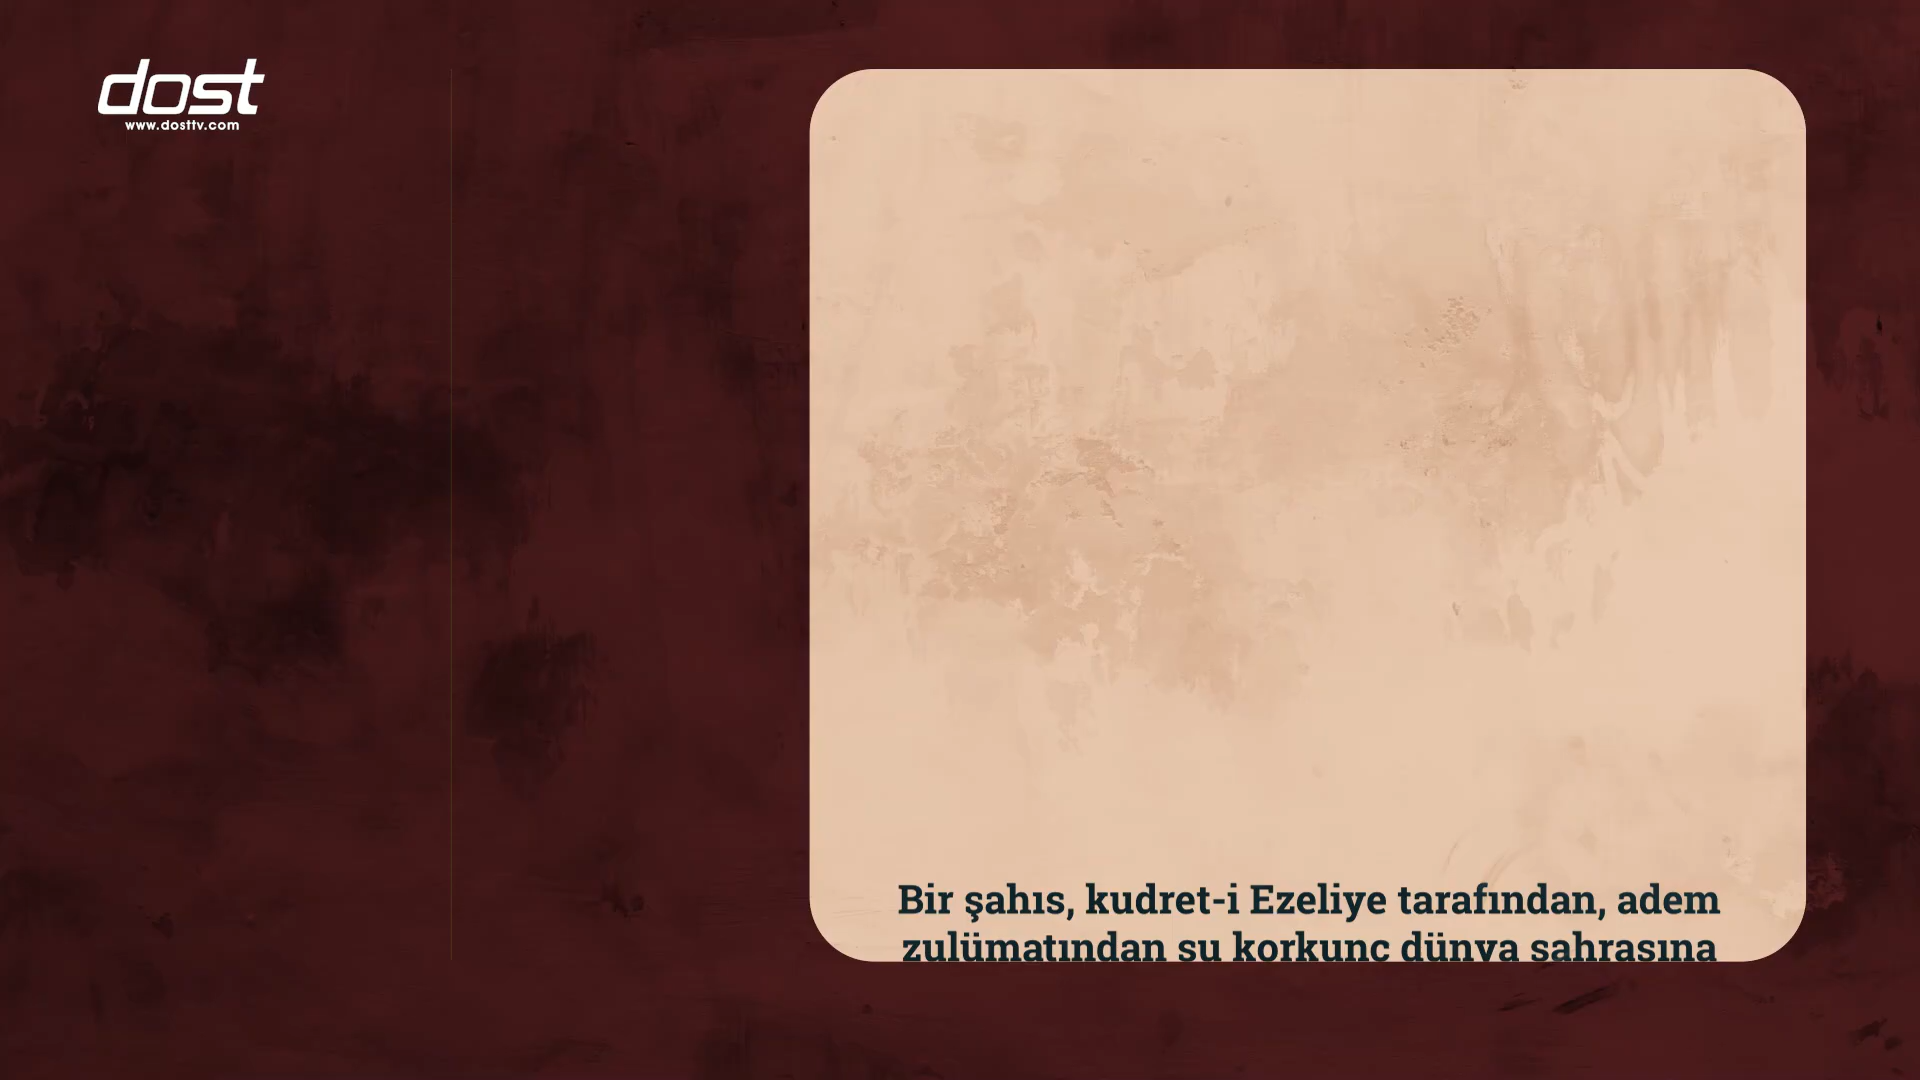 dost
www.dosttv.com
Bir şahıs, kudret-i Ezeliye tarafından, adem
zulümatından şu korkunç dünya sahrasına